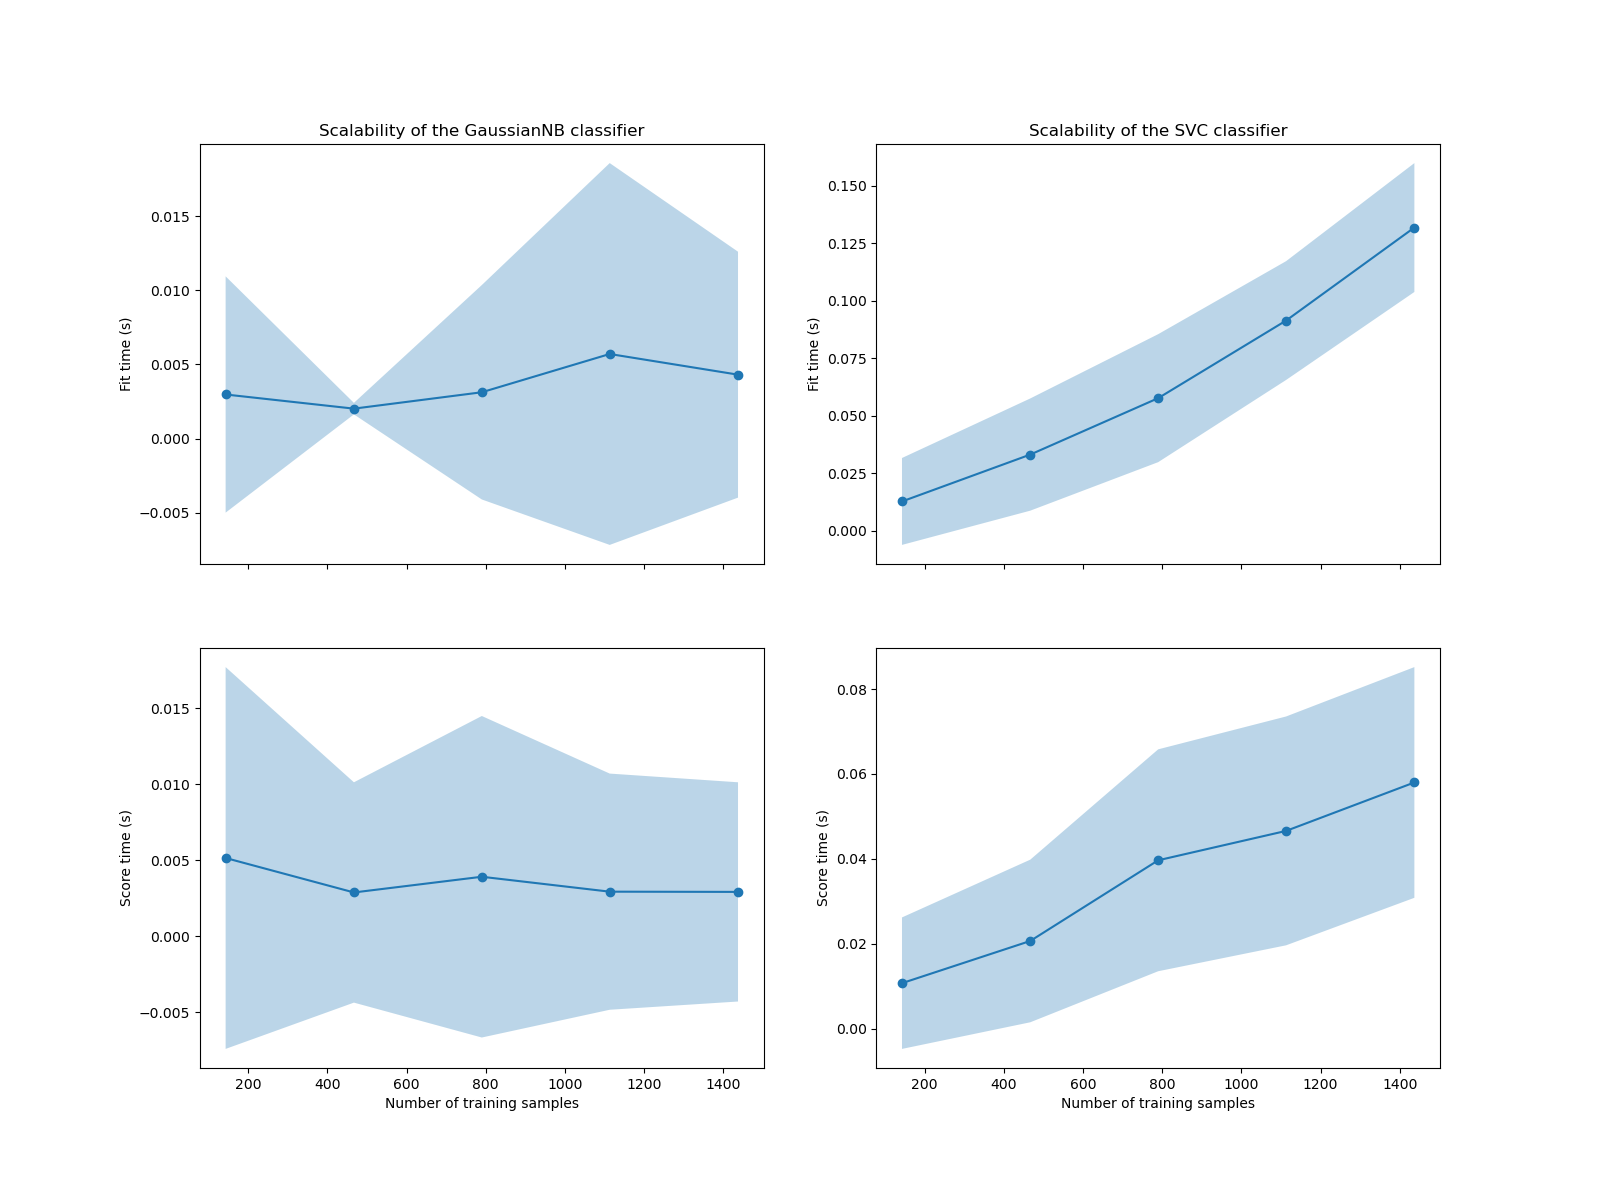 Scalability of the GaussianNB classifier
0.015
0.010
0.005
0.000
−0.005
Fit time (s)
Scalability of the SVC classifier
0.150
0.125
0.100
0.075
0.050
0.025
0.000
Fit time (s)
0.015
0.010
0.005
0.000
−0.005
Score time (s)
200 400 600 800 1000 1200 1400
Number of training samples
0.08
0.06
0.04
0.02
0.00
Score time (s)
200 400 600 800 1000 1200 1400
Number of training samples